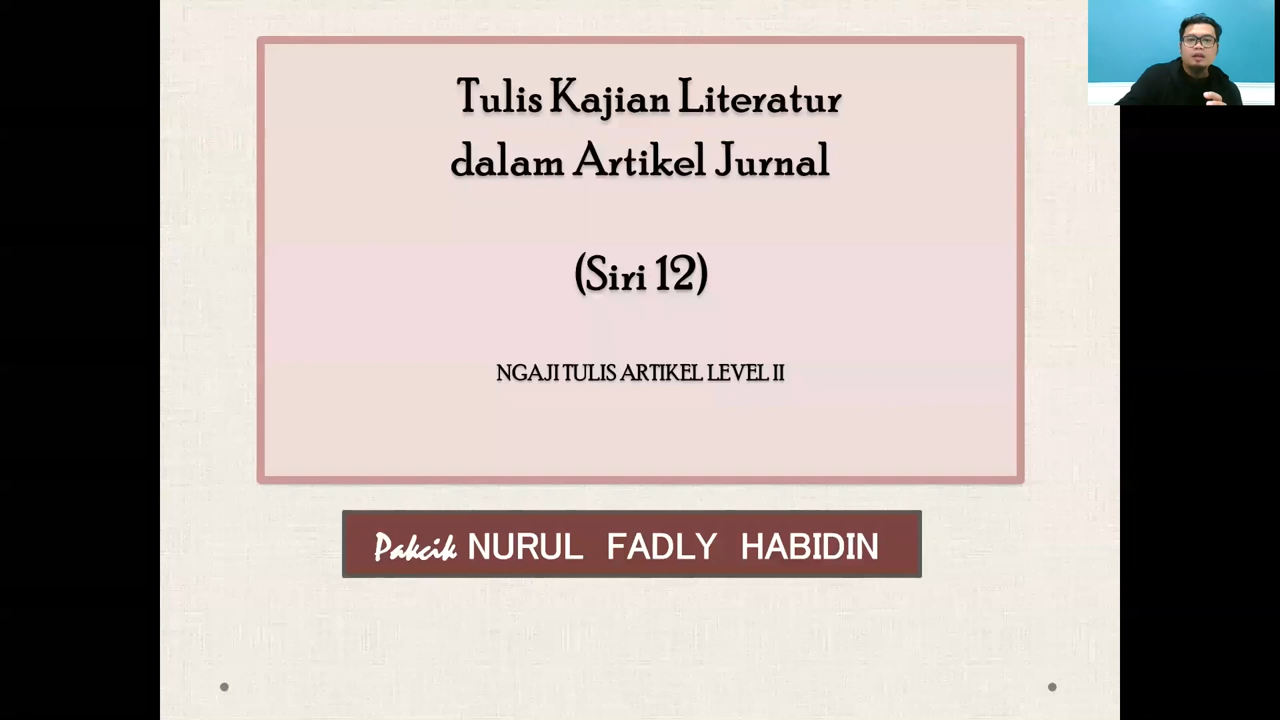 Tulis Kajian Literatur
dalam Artikel Jurnal
(Siri 12)
NGAJI TULIS ARTIKEL LEVEL II
Pakcik NURUL FADLY HABIDIN